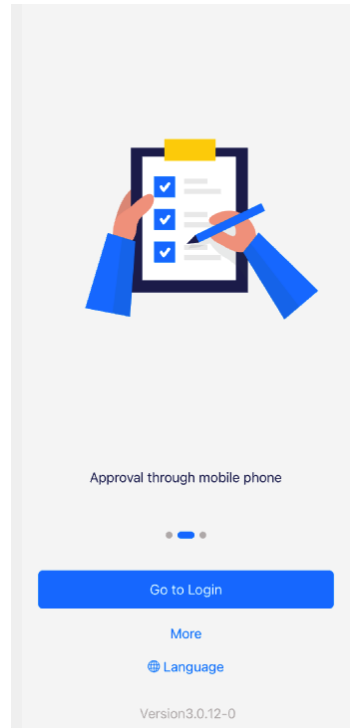 Approval through mobile phone
Go to Login
More
Language
Version3.0.12-0